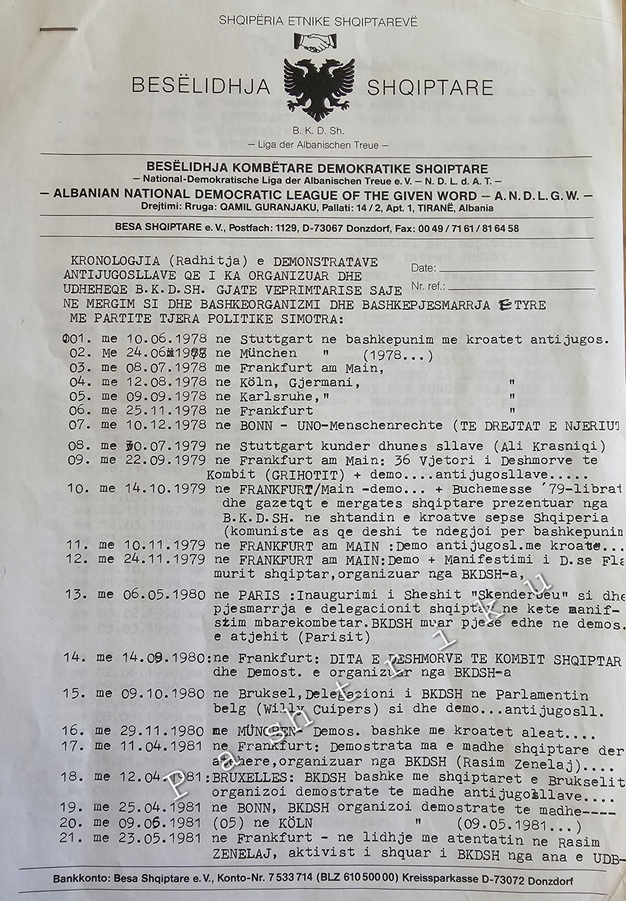 SHQIPËRIA ETNIKE SHQIPTAREVË
BESËLIDHJA SHQIPTARE
B. K. D. Sh.
– Liga der Albanischen Treue –
BESËLIDHJA KOMBËTARE DEMOKRATIKE SHQIPTARE
– National-Demokratische Liga der Albanischen Treue e. V. – N. D. L. d. A. T. –
– ALBANIAN NATIONAL DEMOCRATIC LEAGUE OF THE GIVEN WORD – A. N. D. L. G. W. –
Drejtimi: Rruga: QAMIL GURANJAKU, Pallati: 14 / 2, Apt. 1, TIRANË, Albania
BESA SHQIPTARE e. V., Postfach: 1129, D-73067 Donzdorf, Fax: 00 49 / 71 61 / 81 64 58
KRONOLOGJIA (Radhitja) e DEMONSTRATAVE
ANTIJUGOSLLAVE QE I KA ORGANIZUAR DHE
UDHEHEQE B.K.D.SH. GJATE VEPRIMTARISE SAJE
NE MERGIM SI DHE BASHKEORGANIZMI DHE BASHKEPJESMARRJA E TYRE
ME PARTITE TJERA POLITIKE SIMOTRA:
Date:
Nr. ref.:
001. me 10.06.1978 ne Stuttgart ne bashkepunim me kroatet antijugos.
02. Me 24.06.1978 ne München " (1978...)
03. me 08.07.1978 me Frankfurt am Main,
04. me 12.08.1978 ne Köln, Gjermani, "
05. me 09.09.1978 ne Karlsruhe," "
06. me 25.11.1978 ne Frankfurt "
07. me 10.12.1978 ne BONN - UNO-Menschenrechte (TE DREJTAT E NJERIUT
08. me 30.07.1979 ne Stuttgart kunder dhunes sllave (Ali Krasniqi)
09. me 22.09.1979 ne Frankfurt am Main: 36 Vjetori i Deshmorve te
Kombit (GRIHOTIT) + demo....antijugosllave.....
10. me 14.10.1979 ne FRANKFURT/Main -demo... + Buchemesse '79-librat
dhe gazetqt e mergates shqiptare prezentuar nga
B.K.D.SH. ne shtandin e kroatve sepse Shqiperia
(komuniste as qe deshi te ndegjoi per bashkepunim
11. me 10.11.1979 ne FRANKFURT am MAIN :Demo antijugosl.me kroate...
12. me 24.11.1979 ne FRANKFURT am MAIN:Demo + Manifestimi i D.se Fla
murit shqiptar,organizuar nga BKDSH-a,
13. me 06.05.1980 ne PARIS :Inaugurimi i Sheshit "Skenderbeu" si dhe
pjesmarrja e delegacionit shqiptar ne kete manif-
stim mbarekombetar.BKDSH muar pjese edhe ne demos.
e atjehit (Parisit)
14. me 14.09.1980:ne Frankfurt: DITA E DESHMORVE TE KOMBIT SHQIPTAR
dhe Demost. e organizuar nga BKDSH-a
15. me 09.10.1980 ne Bruksel,Delegazioni i BKDSH ne Parlamentin
belg (Willy Cuipers) si dhe demo...antijugosll.
16. me 29.11.1980 me MÜNCHEN- Demos. bashke me kroatet aleat....
17. me 11.04.1981 ne Frankfurt: Demostrata ma e madhe shqiptare der
atehere,organizuar nga BKDSH (Rasim Zenelaj)....
18. me 12.04.1981:BRUXELLES: BKDSH bashke me shqiptaret e Brukselit
organizoi demostrate te madhe antijugosllave....
19. me 25.04.1981 ne BONN, BKDSH organizoi demostrate te madhe----
20. me 09.06.1981 (05) ne KÖLN " (09.05.1981...)
21. me 23.05.1981 ne Frankfurt - ne lidhje me atentatin ne Rasim
ZENELAJ, aktivist i shquar i BKDSH nga ana e UDB-
Bankkonto: Besa Shqiptare e. V., Konto-Nr. 7 533 714 (BLZ 610 500 00) Kreissparkasse D-73072 Donzdorf
Pashtriku